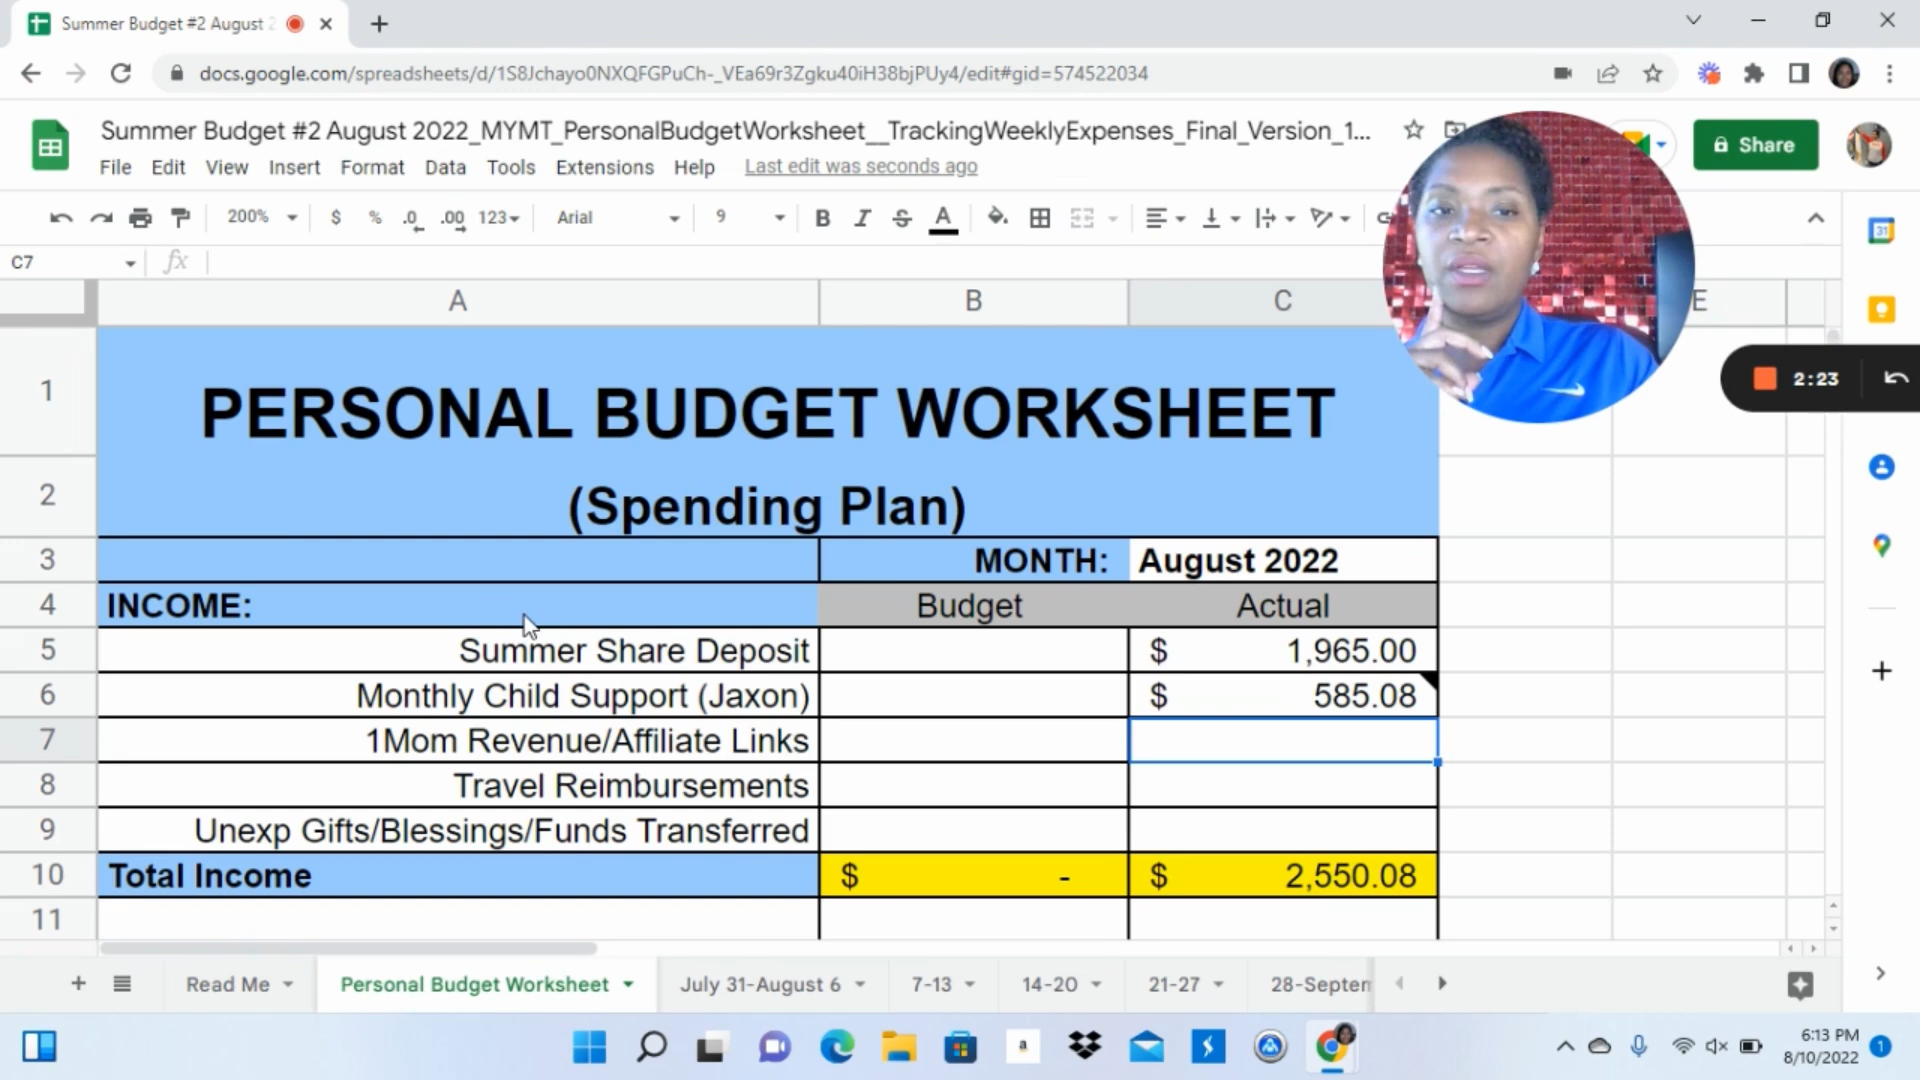 Summer Budget #2 August 2
docs.google.com/spreadsheets/d/1S8Jchayo0NXQFGPuCh-_VEa69r3Zgku40iH38bjPUy4/edit#gid=574522034
Summer Budget #2 August 2022_MYMT_PersonalBudgetWorksheet__TrackingWeeklyExpenses_Final_Version_1...
Share
File Edit View Insert Format Data Tools Extensions Help Last edit was seconds ago
200% $ % .0 .00 123 Arial 9 B I S A
C7 fx
A B C E
1 PERSONAL BUDGET WORKSHEET
2:23
2 (Spending Plan)
3 MONTH: August 2022
4 INCOME: Budget Actual
5 Summer Share Deposit $ 1,965.00
6 Monthly Child Support (Jaxon) $ 585.08
7 1Mom Revenue/Affiliate Links
8 Travel Reimbursements
9 Unexp Gifts/Blessings/Funds Transferred
10 Total Income $ - $ 2,550.08
11
Read Me Personal Budget Worksheet July 31-August 6 7-13 14-20 21-27 28-Septen
6:13 PM
8/10/2022 1